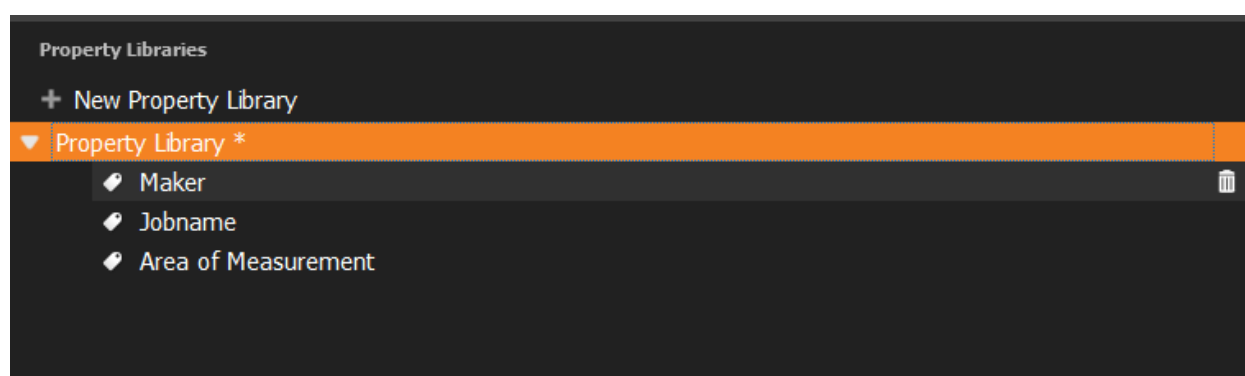 Property Libraries
+ New Property Library
Property Library *
Maker
Jobname
Area of Measurement